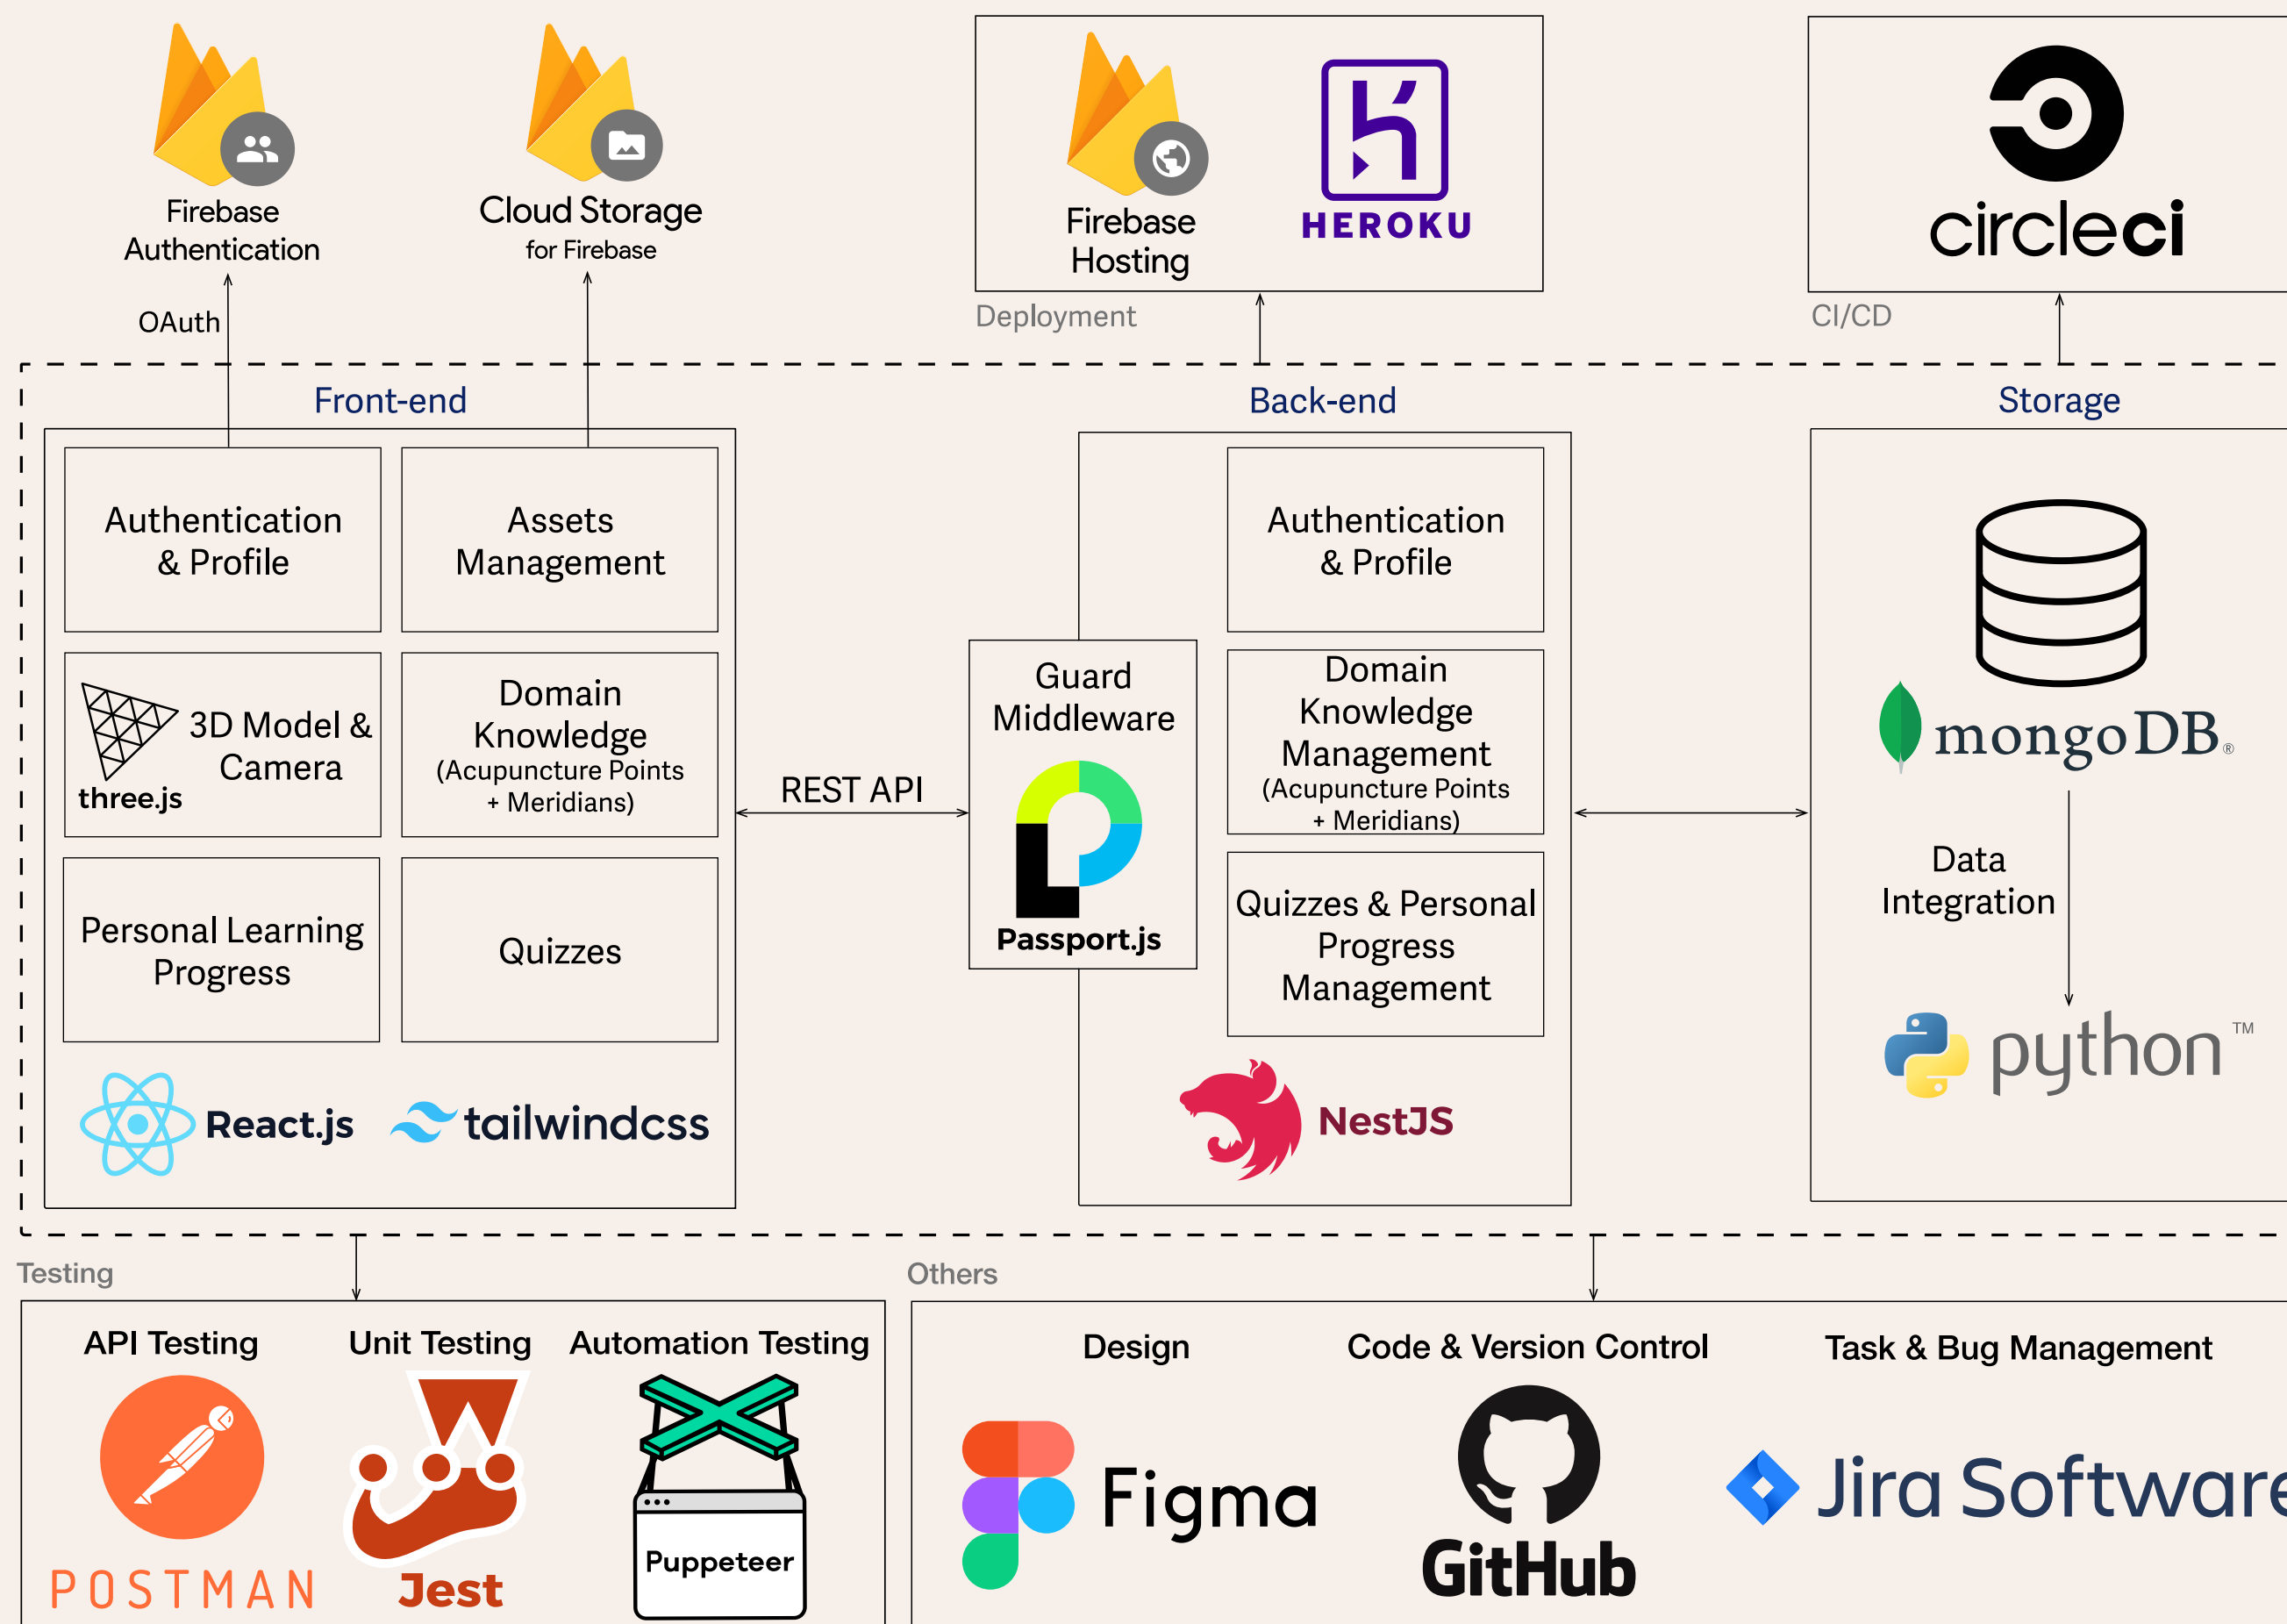 Firebase
Authentication
Cloud Storage
for Firebase
Firebase
Hosting
HEROKU
circleci
OAuth
Deployment
CI/CD
Front-end
Back-end
Storage
Authentication
& Profile
Assets
Management
three.js
3D Model &
Camera
Domain
Knowledge
(Acupuncture Points
+ Meridians)
Personal Learning
Progress
Quizzes
React.js
tailwindcss
REST API
Guard
Middleware
Passport.js
Authentication
& Profile
Domain
Knowledge
Management
(Acupuncture Points
+ Meridians)
Quizzes & Personal
Progress
Management
NestJS
mongoDB®
Data
Integration
python™
Testing
API Testing
Unit Testing
Automation Testing
POSTMAN
Jest
Puppeteer
Others
Design
Code & Version Control
Task & Bug Management
Figma
GitHub
Jira Software